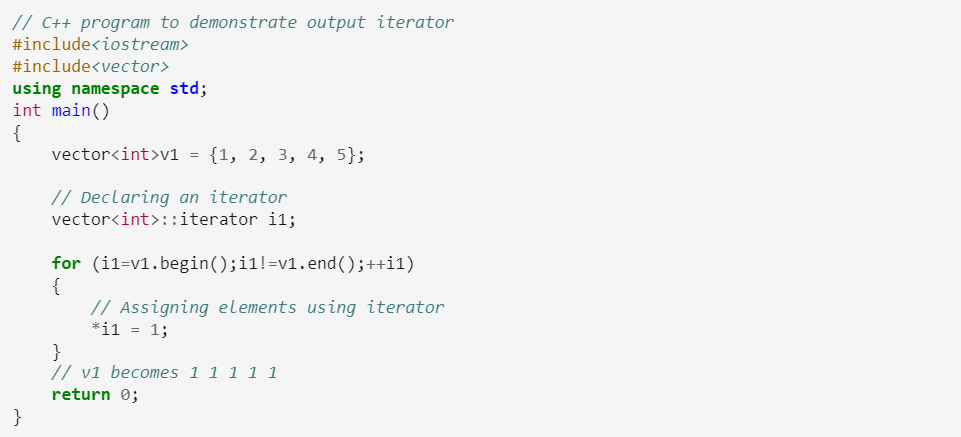 // C++ program to demonstrate output iterator
#include<iostream>
#include<vector>
using namespace std;
int main()
{
    vector<int>v1 = {1, 2, 3, 4, 5};

    // Declaring an iterator
    vector<int>::iterator i1;

    for (i1=v1.begin();i1!=v1.end();++i1)
    {
        // Assigning elements using iterator
        *i1 = 1;
    }
    // v1 becomes 1 1 1 1 1
    return 0;
}